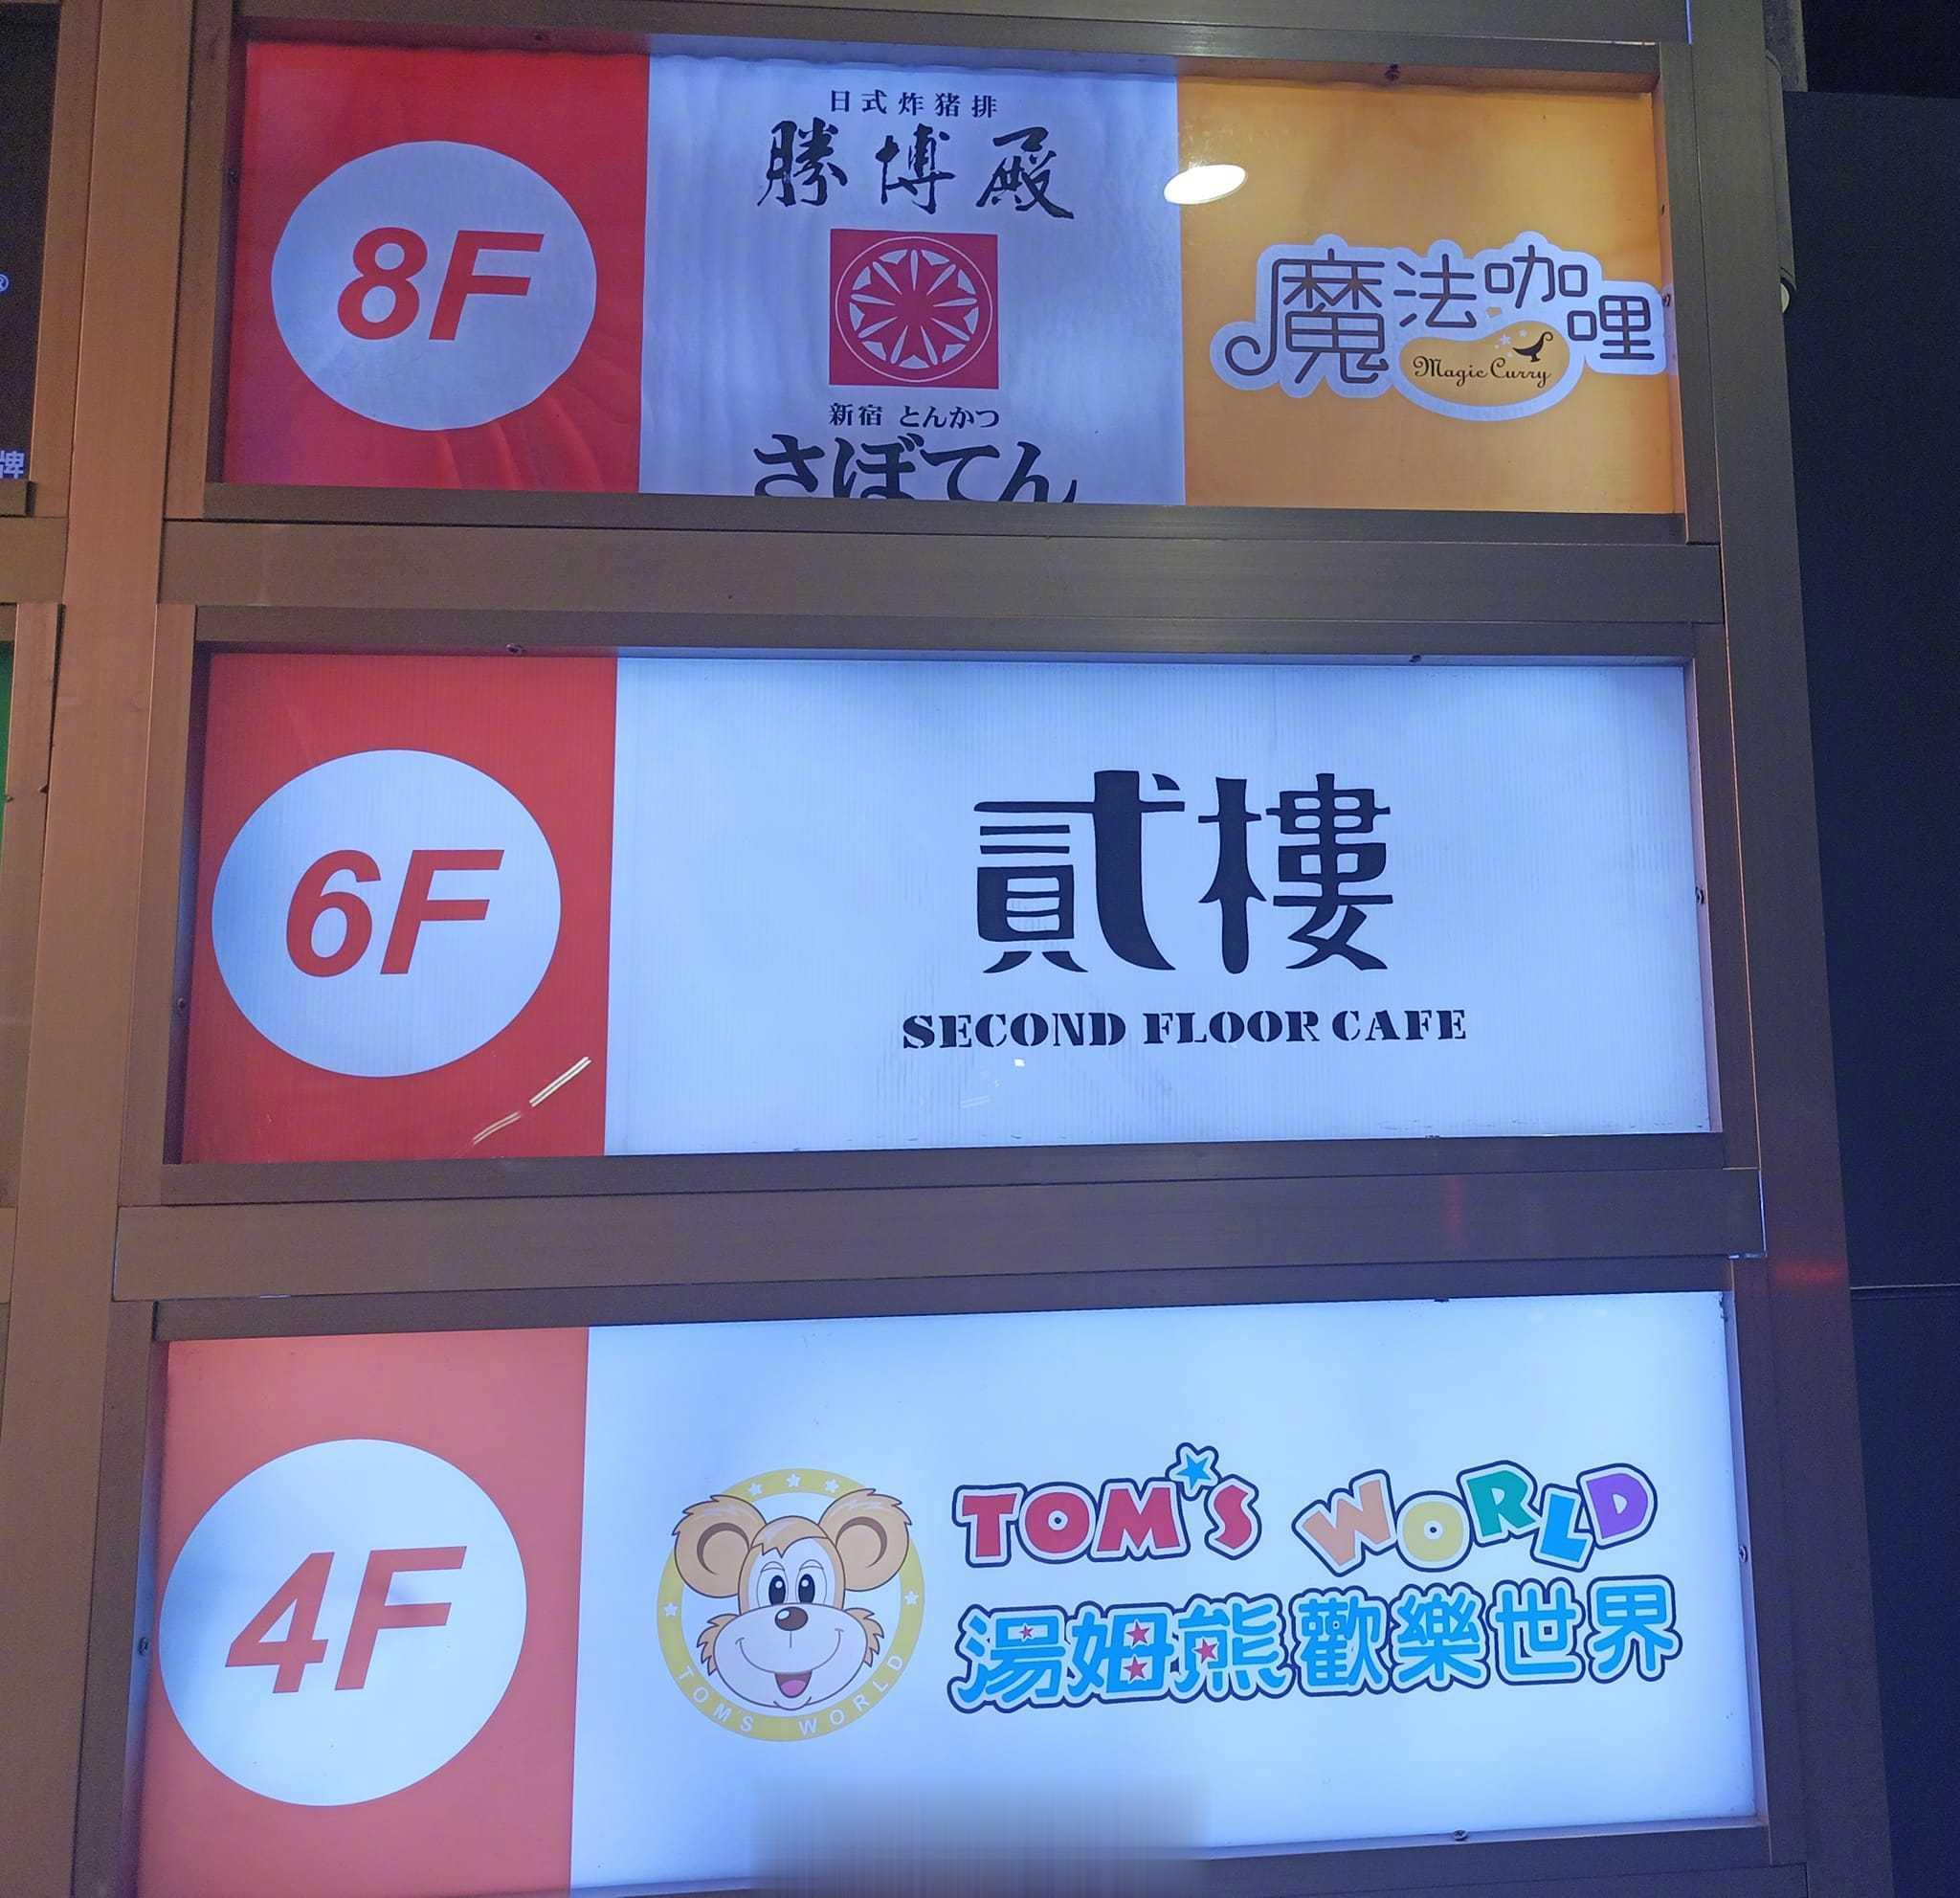 ®
牌
8F
日式炸猪排
勝博殿
新宿 とんかつ
さぼてん
魔法咖哩
Magic Curry
6F
貳樓
SECOND FLOOR CAFE
4F
TOM'S WORLD
TOM'S WORLD
湯姆熊歡樂世界